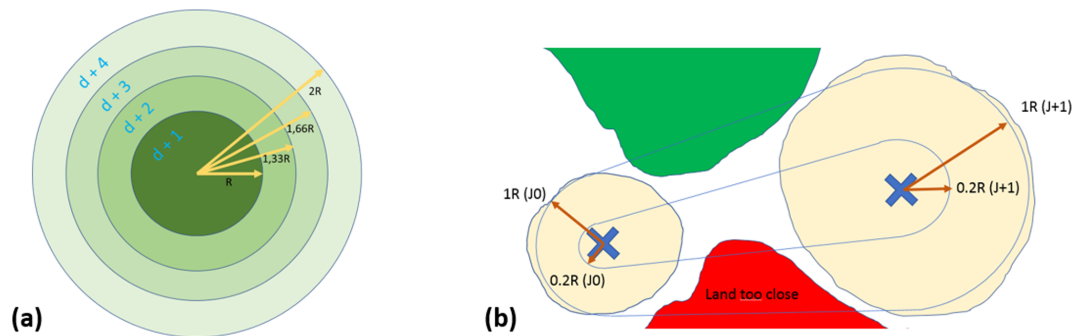 d + 4
d + 3
d + 2
d + 1
2R
1,66R
1,33R
R
(a)
1R (J0)
0.2R (J0)
1R (J+1)
0.2R (J+1)
Land too close
(b)